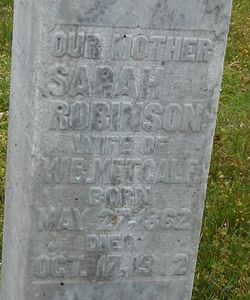 OUR MOTHER
SARAH
ROBINSON
WIFE OF
W.B. METCALF
BORN
MAY 27, 1862
DIED
OCT. 17, 1912